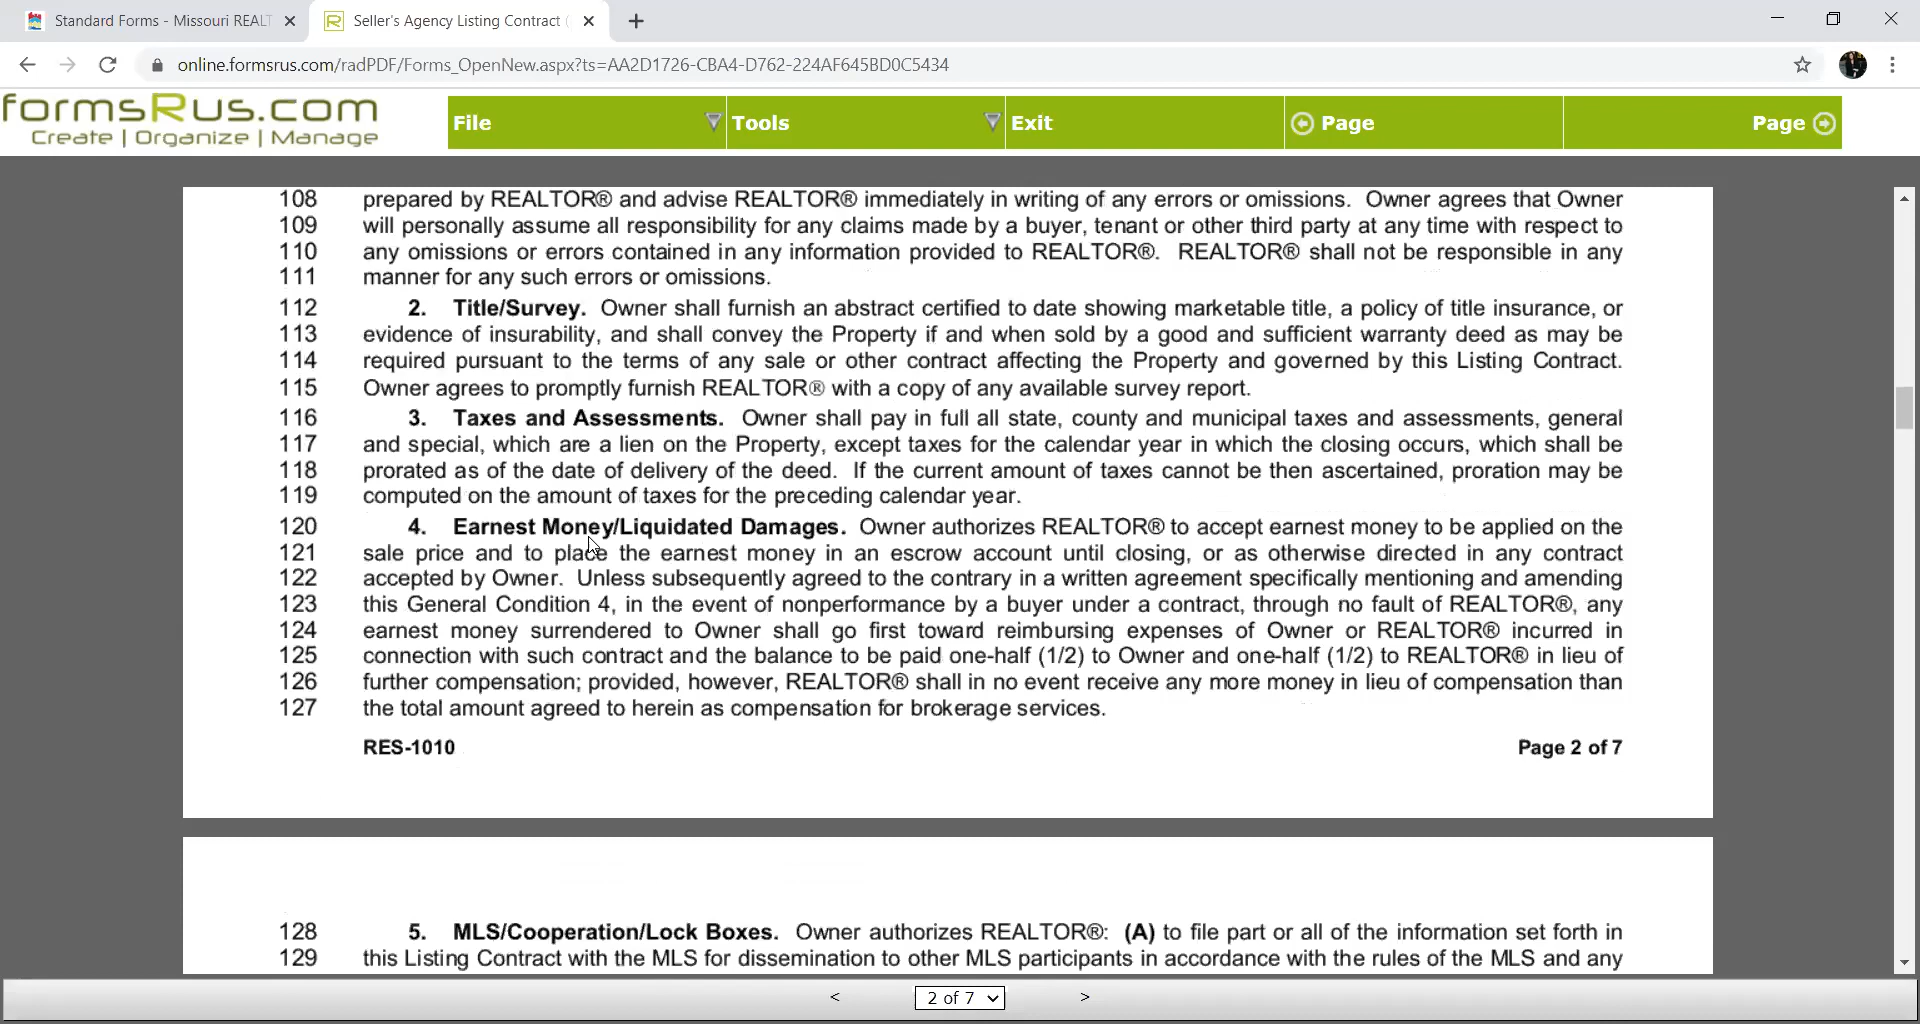 Standard Forms - Missouri REALT
Seller's Agency Listing Contract (
online.formsrus.com/radPDF/Forms_OpenNew.aspx?ts=AA2D1726-CBA4-D762-224AF645BD0C5434
formsRus.com
Create | Organize | Manage
File
Tools
Exit
Page
Page
108 prepared by REALTOR® and advise REALTOR® immediately in writing of any errors or omissions. Owner agrees that Owner
109 will personally assume all responsibility for any claims made by a buyer, tenant or other third party at any time with respect to
110 any omissions or errors contained in any information provided to REALTOR®. REALTOR® shall not be responsible in any
111 manner for any such errors or omissions.
112 2. Title/Survey. Owner shall furnish an abstract certified to date showing marketable title, a policy of title insurance, or
113 evidence of insurability, and shall convey the Property if and when sold by a good and sufficient warranty deed as may be
114 required pursuant to the terms of any sale or other contract affecting the Property and governed by this Listing Contract.
115 Owner agrees to promptly furnish REALTOR® with a copy of any available survey report.
116 3. Taxes and Assessments. Owner shall pay in full all state, county and municipal taxes and assessments, general
117 and special, which are a lien on the Property, except taxes for the calendar year in which the closing occurs, which shall be
118 prorated as of the date of delivery of the deed. If the current amount of taxes cannot be then ascertained, proration may be
119 computed on the amount of taxes for the preceding calendar year.
120 4. Earnest Money/Liquidated Damages. Owner authorizes REALTOR® to accept earnest money to be applied on the
121 sale price and to place the earnest money in an escrow account until closing, or as otherwise directed in any contract
122 accepted by Owner. Unless subsequently agreed to the contrary in a written agreement specifically mentioning and amending
123 this General Condition 4, in the event of nonperformance by a buyer under a contract, through no fault of REALTOR®, any
124 earnest money surrendered to Owner shall go first toward reimbursing expenses of Owner or REALTOR® incurred in
125 connection with such contract and the balance to be paid one-half (1/2) to Owner and one-half (1/2) to REALTOR® in lieu of
126 further compensation; provided, however, REALTOR® shall in no event receive any more money in lieu of compensation than
127 the total amount agreed to herein as compensation for brokerage services.
RES-1010 Page 2 of 7
128 5. MLS/Cooperation/Lock Boxes. Owner authorizes REALTOR®: (A) to file part or all of the information set forth in
129 this Listing Contract with the MLS for dissemination to other MLS participants in accordance with the rules of the MLS and any
< 2 of 7 >